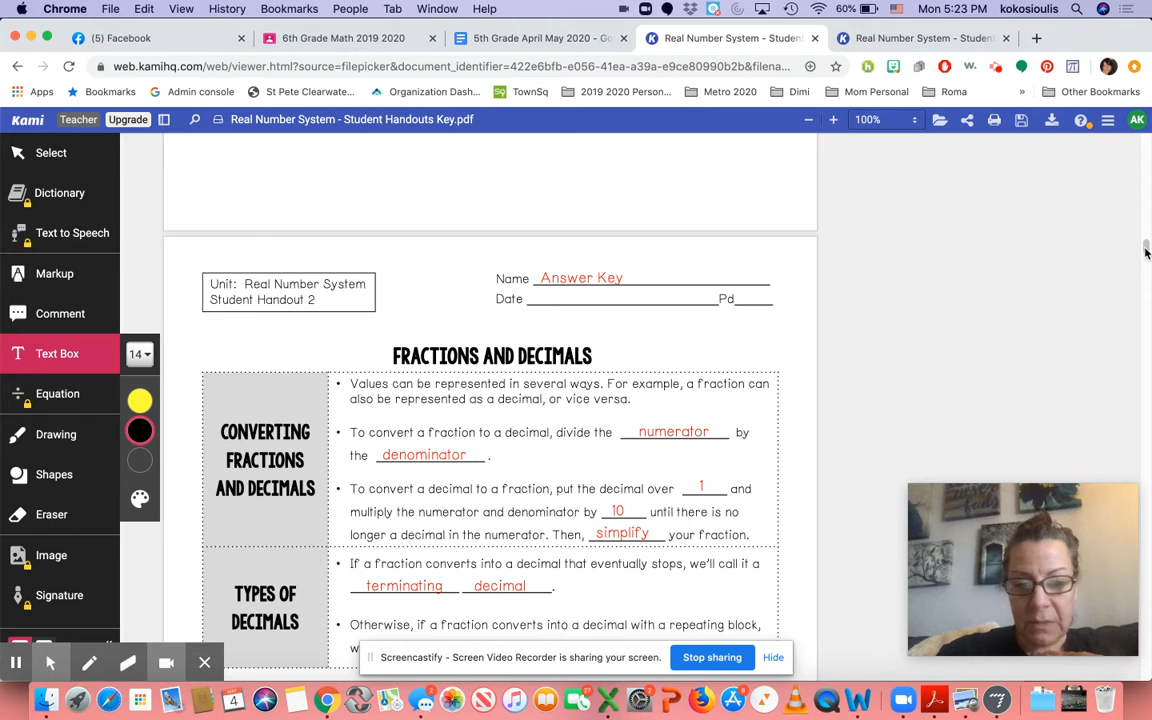 Chrome File Edit View History Bookmarks People Tab Window Help 60% Mon 5:23 PM kokosioulis
(5) Facebook 6th Grade Math 2019 2020 5th Grade April May 2020 - Go Real Number System - Student Real Number System - Student
web.kamihq.com/web/viewer.html?source=filepicker&document_identifier=422e6bfb-e056-41ea-a39a-e9ce80990b2b&filena...
Apps Bookmarks Admin console St Pete Clearwate... Organization Dash... TownSq 2019 2020 Person... Metro 2020 Dimi Mom Personal Roma » Other Bookmarks
Kami Teacher Upgrade Real Number System - Student Handouts Key.pdf 100% AK
Select
Dictionary
Text to Speech
Markup
Comment
Text Box 14
Equation
Drawing
Shapes
Eraser
Image
Signature
Unit: Real Number System
Student Handout 2
Name Answer Key
Date Pd
FRACTIONS AND DECIMALS
CONVERTING FRACTIONS AND DECIMALS
• Values can be represented in several ways. For example, a fraction can
also be represented as a decimal, or vice versa.
• To convert a fraction to a decimal, divide the numerator by
the denominator .
• To convert a decimal to a fraction, put the decimal over 1 and
multiply the numerator and denominator by 10 until there is no
longer a decimal in the numerator. Then, simplify your fraction.
TYPES OF DECIMALS
• If a fraction converts into a decimal that eventually stops, we'll call it a
terminating decimal .
• Otherwise, if a fraction converts into a decimal with a repeating block,
Screencastify - Screen Video Recorder is sharing your screen. Stop sharing Hide